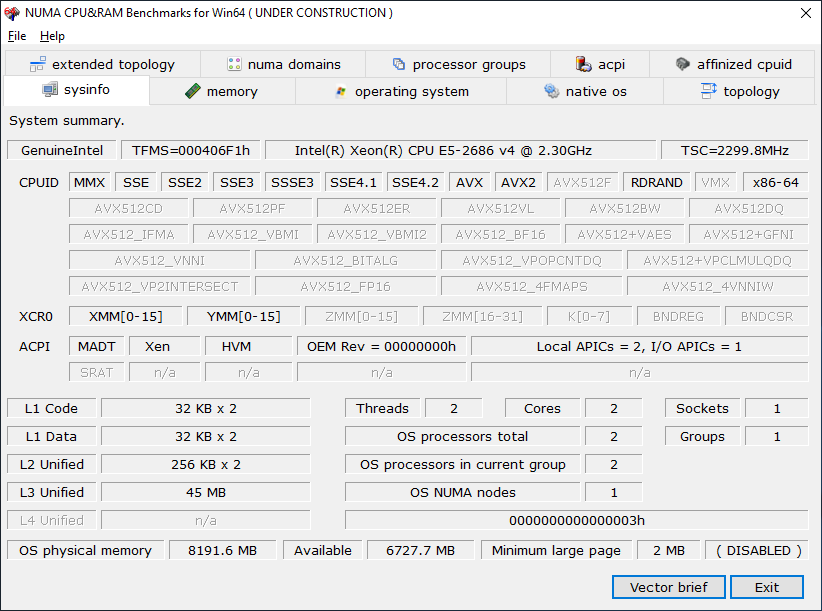 NUMA CPU&RAM Benchmarks for Win64 ( UNDER CONSTRUCTION )
File Help
extended topology numa domains processor groups acpi affinized cpuid
sysinfo memory operating system native os topology
System summary.
GenuineIntel TFMS=000406F1h Intel(R) Xeon(R) CPU E5-2686 v4 @ 2.30GHz TSC=2299.8MHz
CPUID MMX SSE SSE2 SSE3 SSSE3 SSE4.1 SSE4.2 AVX AVX2 AVX512F RDRAND VMX x86-64
AVX512CD AVX512PF AVX512ER AVX512VL AVX512BW AVX512DQ
AVX512_IFMA AVX512_VBMI AVX512_VBMI2 AVX512_BF16 AVX512+VAES AVX512+GFNI
AVX512_VNNI AVX512_BITALG AVX512_VPOPCNTDQ AVX512+VPCLMULQDQ
AVX512_VP2INTERSECT AVX512_FP16 AVX512_4FMAPS AVX512_4VNNIW
XCR0 XMM[0-15] YMM[0-15] ZMM[0-15] ZMM[16-31] K[0-7] BNDREG BNDCSR
ACPI MADT Xen HVM OEM Rev = 00000000h Local APICs = 2, I/O APICs = 1
SRAT n/a n/a n/a n/a
L1 Code 32 KB x 2 Threads 2 Cores 2 Sockets 1
L1 Data 32 KB x 2 OS processors total 2 Groups 1
L2 Unified 256 KB x 2 OS processors in current group 2
L3 Unified 45 MB OS NUMA nodes 1
L4 Unified n/a 0000000000000003h
OS physical memory 8191.6 MB Available 6727.7 MB Minimum large page 2 MB ( DISABLED )
Vector brief Exit